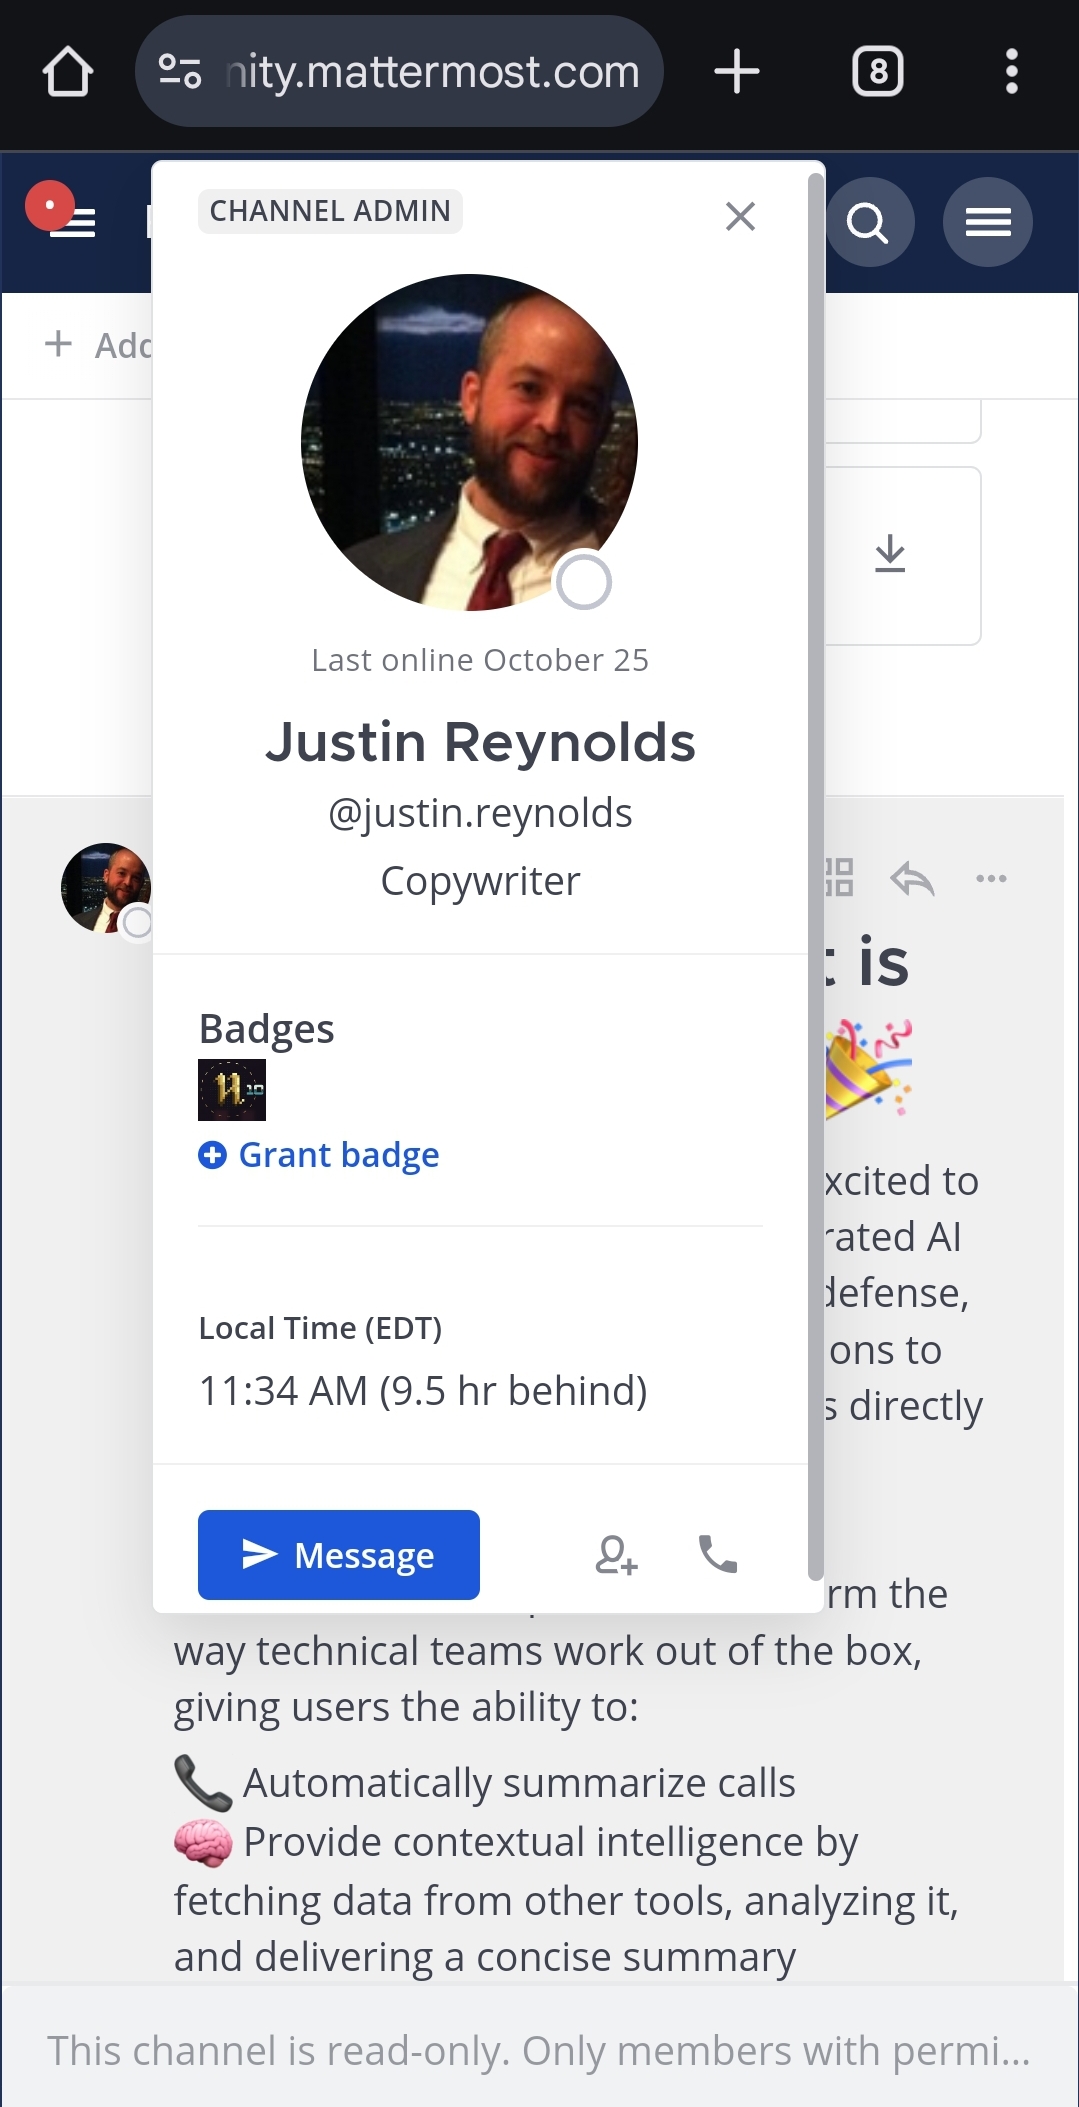 nity.mattermost.com
8
CHANNEL ADMIN
Add
Last online October 25
Justin Reynolds
@justin.reynolds
Copywriter
t is
Badges
10
Grant badge
xcited to
rated AI
defense,
ons to
s directly
Local Time (EDT)
11:34 AM (9.5 hr behind)
Message
rm the
way technical teams work out of the box,
giving users the ability to:
Automatically summarize calls
Provide contextual intelligence by
fetching data from other tools, analyzing it,
and delivering a concise summary
This channel is read-only. Only members with permi...